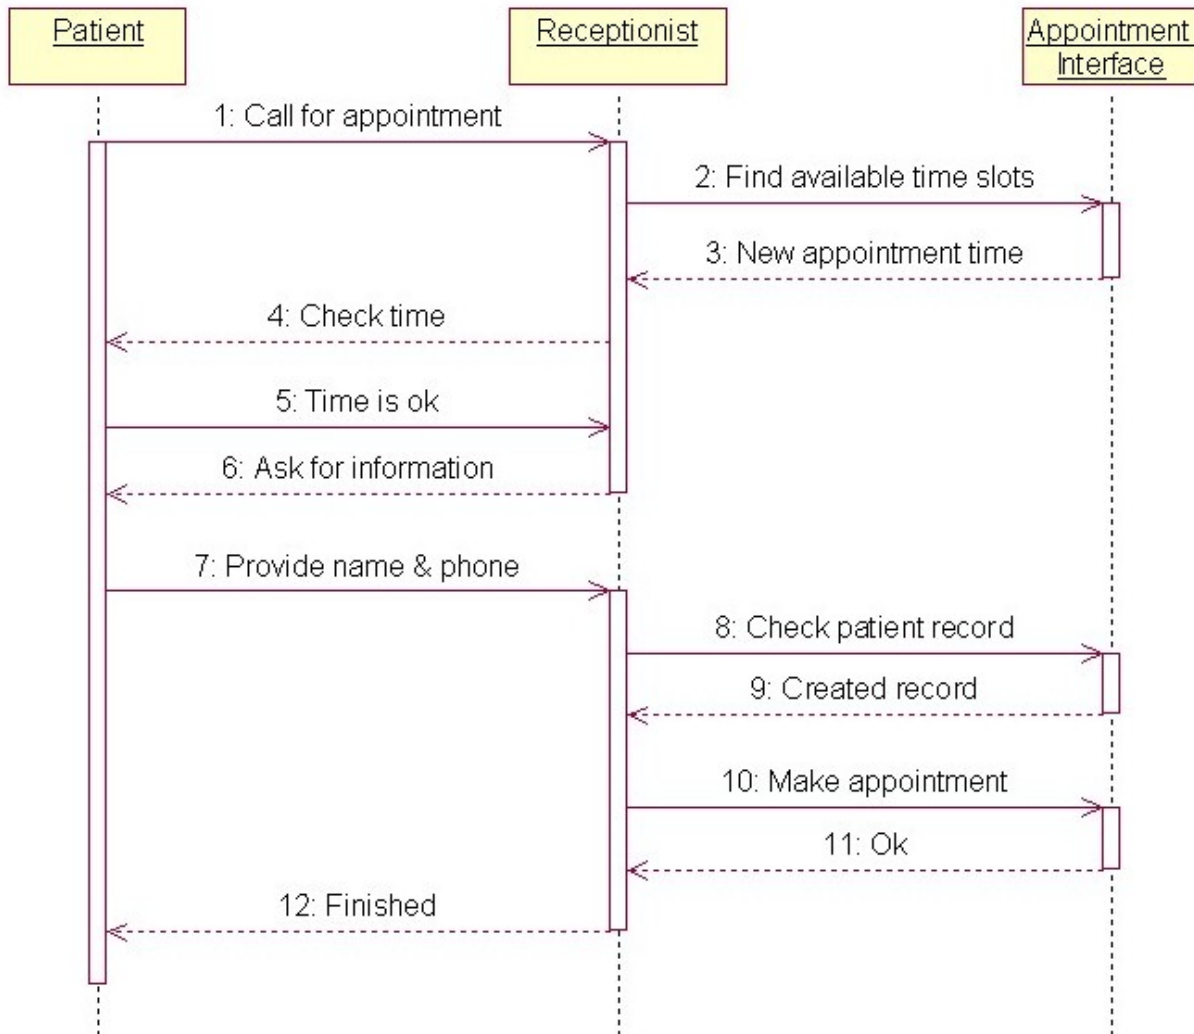 Patient
Receptionist
Appointment
Interface
1: Call for appointment
2: Find available time slots
3: New appointment time
4: Check time
5: Time is ok
6: Ask for information
7: Provide name & phone
8: Check patient record
9: Created record
10: Make appointment
11: Ok
12: Finished